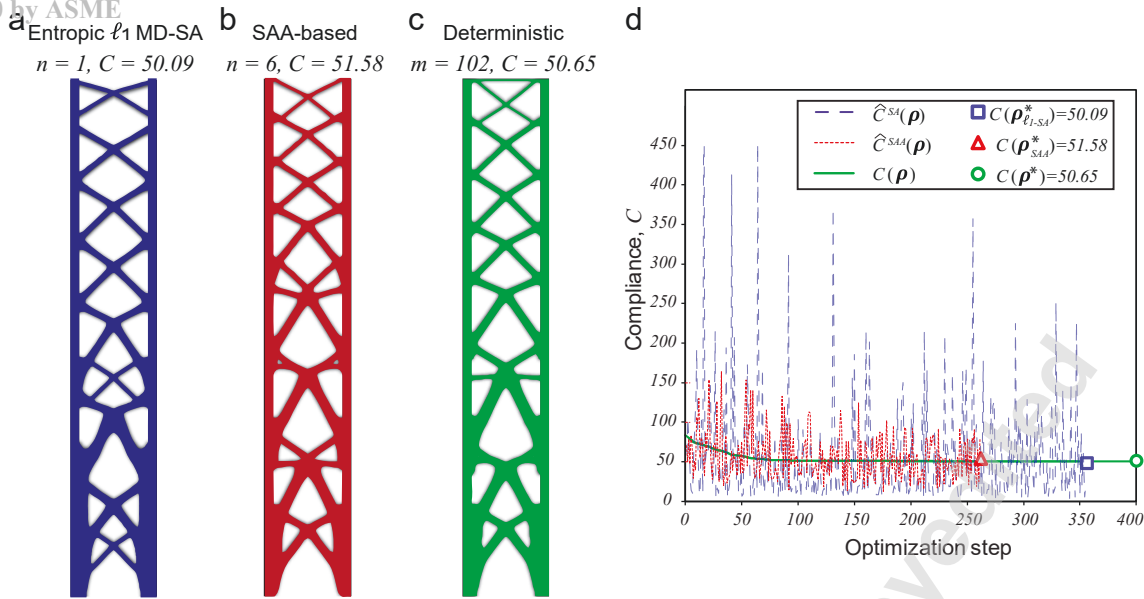 by ASME
a
Entropic ℓ1 MD-SA
n = 1, C = 50.09
b
SAA-based
n = 6, C = 51.58
c
Deterministic
m = 102, C = 50.65
d
Compliance, C
450
400
350
300
250
200
150
100
50
0
0 50 100 150 200 250 300 350 400
Optimization step
Ĉ^SA(ρ)
Ĉ^SAA(ρ)
C(ρ)
C(ρ*_ℓ1-SA)=50.09
C(ρ*_SAA)=51.58
C(ρ*)=50.65